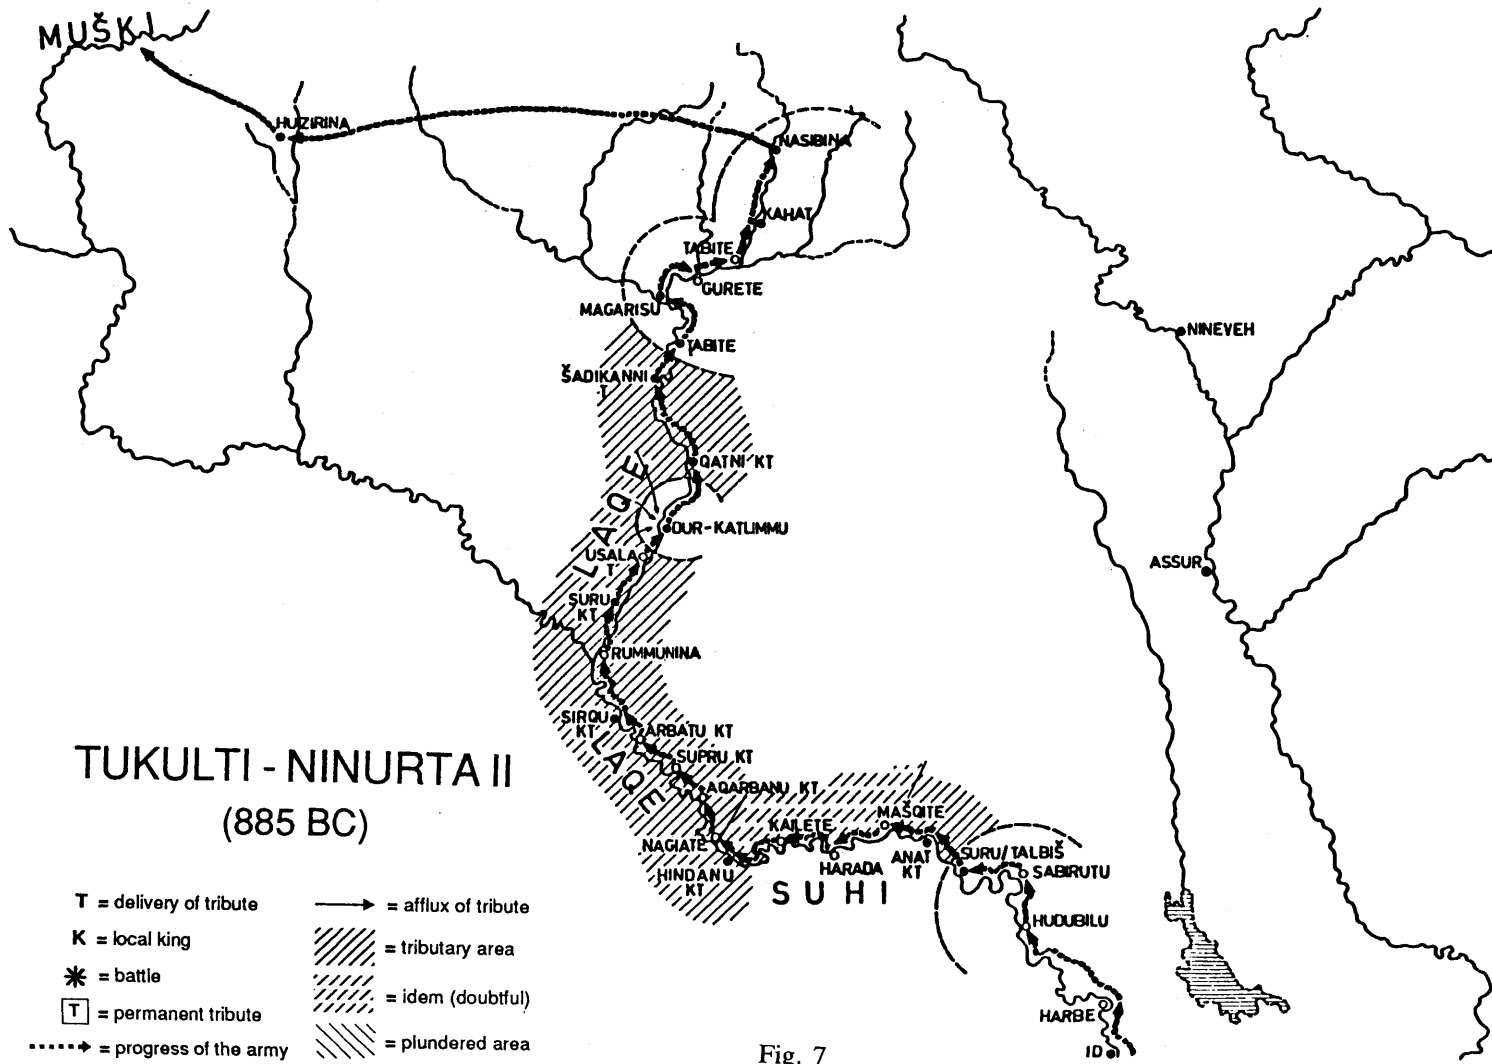 MUŠKI
HUZIRINA
NASIBINA
KAHAT
TABITE
GURETE
MAGARISU
NINEVEH
TABITE
ŠADIKANNI
T
QATNI KT
LAQE
DUR-KATLIMMU
USALA
T
ASSUR
SURU
KT
RUMMUNINA
SIRQU
KT
ARBATU KT
LAQE
SUPRU KT
AQARBANU KT
TUKULTI - NINURTA II
(885 BC)
MAŠQITE
KAILETE
NAGIATE
HARADA
ANAT
KT
SURU/TALBIŠ
SABIRUTU
HINDANU
KT
SUHI
HUDUBILU
HARBE
ID
T = delivery of tribute
K = local king
= battle
T = permanent tribute
= progress of the army
= afflux of tribute
= tributary area
= idem (doubtful)
= plundered area
Fig. 7